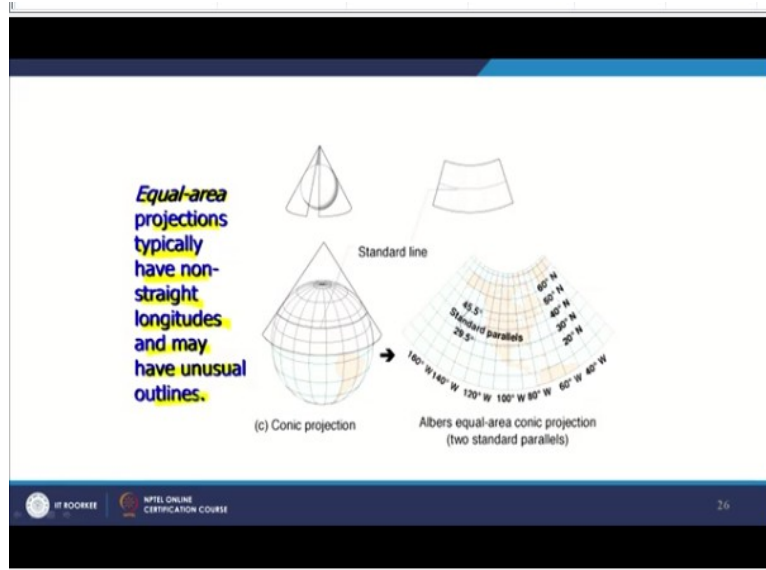 Equal-area
projections
typically
have non-
straight
longitudes
and may
have unusual
outlines.
Standard line
60° N
50° N
40° N
30° N
20° N
45.5°
Standard parallels
29.5°
160° W 140° W 120° W 100° W 80° W 60° W 40° W
(c) Conic projection
Albers equal-area conic projection
(two standard parallels)
IIT ROORKEE
NPTEL ONLINE
CERTIFICATION COURSE
26